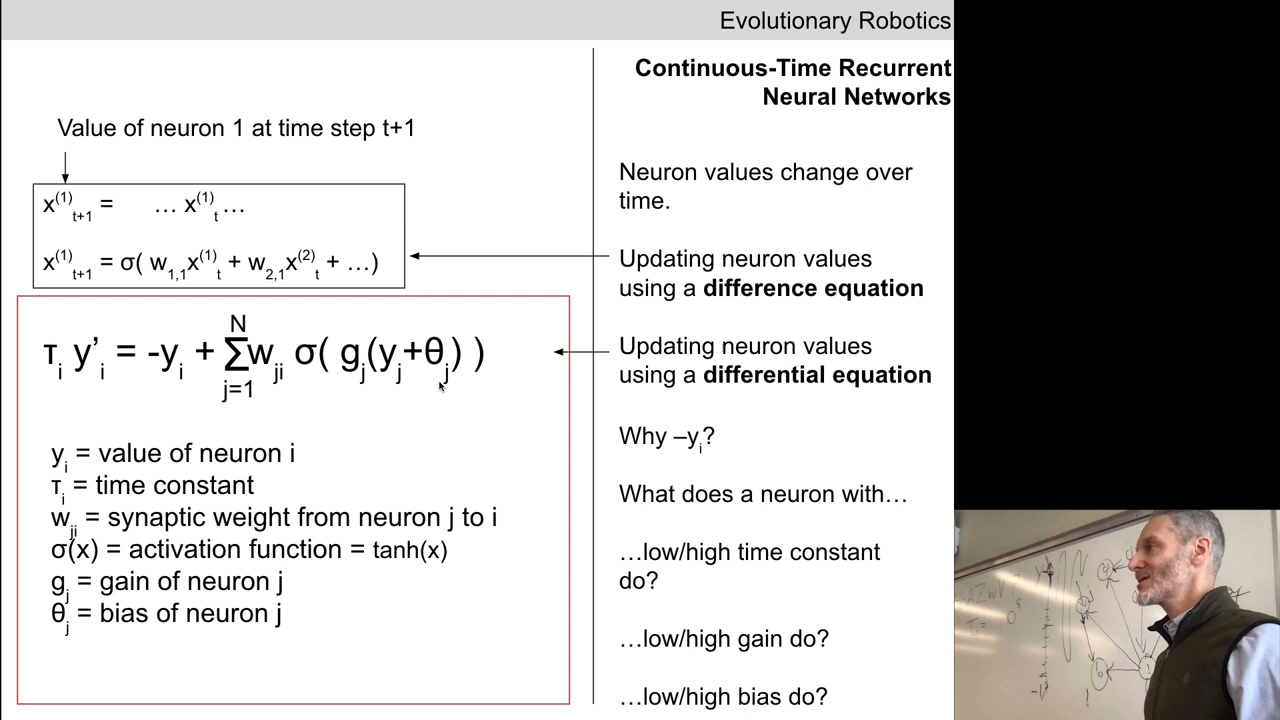 Evolutionary Robotics
Continuous-Time Recurrent
Neural Networks
Value of neuron 1 at time step t+1
x⁽¹⁾ₜ₊₁ = … x⁽¹⁾ₜ …
x⁽¹⁾ₜ₊₁ = σ( w₁,₁x⁽¹⁾ₜ + w₂,₁x⁽²⁾ₜ + …)
τᵢ y’ᵢ = -yᵢ + Σwⱼᵢ σ( gⱼ(yⱼ+θⱼ) )
N
j=1
yᵢ = value of neuron i
τᵢ = time constant
wⱼᵢ = synaptic weight from neuron j to i
σ(x) = activation function = tanh(x)
gⱼ = gain of neuron j
θⱼ = bias of neuron j
Neuron values change over
time.
Updating neuron values
using a difference equation
Updating neuron values
using a differential equation
Why –yᵢ?
What does a neuron with…
…low/high time constant
do?
…low/high gain do?
…low/high bias do?